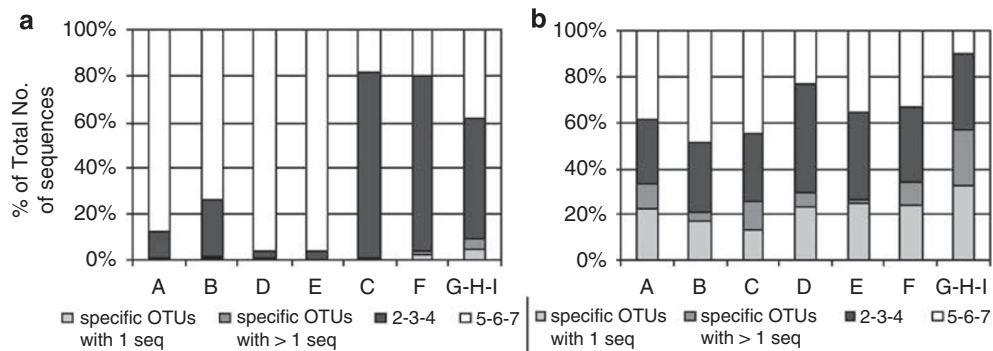 a
% of Total No.
of sequences
100%
80%
60%
40%
20%
0%
A B D E C F G-H-I
specific OTUs
with 1 seq
specific OTUs
with > 1 seq
2-3-4
5-6-7
b
100%
80%
60%
40%
20%
0%
A B C D E F G-H-I
specific OTUs
with 1 seq
specific OTUs
with > 1 seq
2-3-4
5-6-7